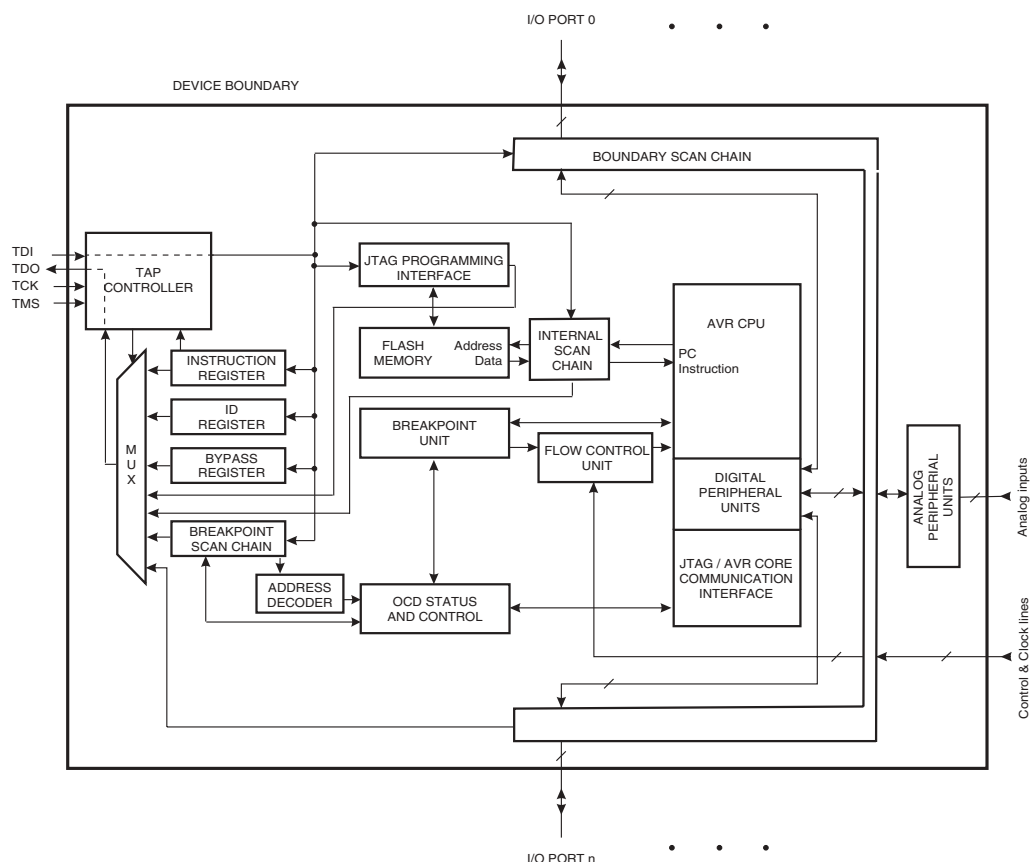 I/O PORT 0
DEVICE BOUNDARY
BOUNDARY SCAN CHAIN
TDI
TDO
TCK
TMS
TAP
CONTROLLER
JTAG PROGRAMMING
INTERFACE
AVR CPU
FLASH
MEMORY
Address
Data
INTERNAL
SCAN
CHAIN
PC
Instruction
INSTRUCTION
REGISTER
ID
REGISTER
M
U
X
BREAKPOINT
UNIT
FLOW CONTROL
UNIT
BYPASS
REGISTER
DIGITAL
PERIPHERAL
UNITS
ANALOG
PERIPHERIAL
UNITS
Analog inputs
BREAKPOINT
SCAN CHAIN
JTAG / AVR CORE
COMMUNICATION
INTERFACE
ADDRESS
DECODER
OCD STATUS
AND CONTROL
Control & Clock lines
I/O PORT n